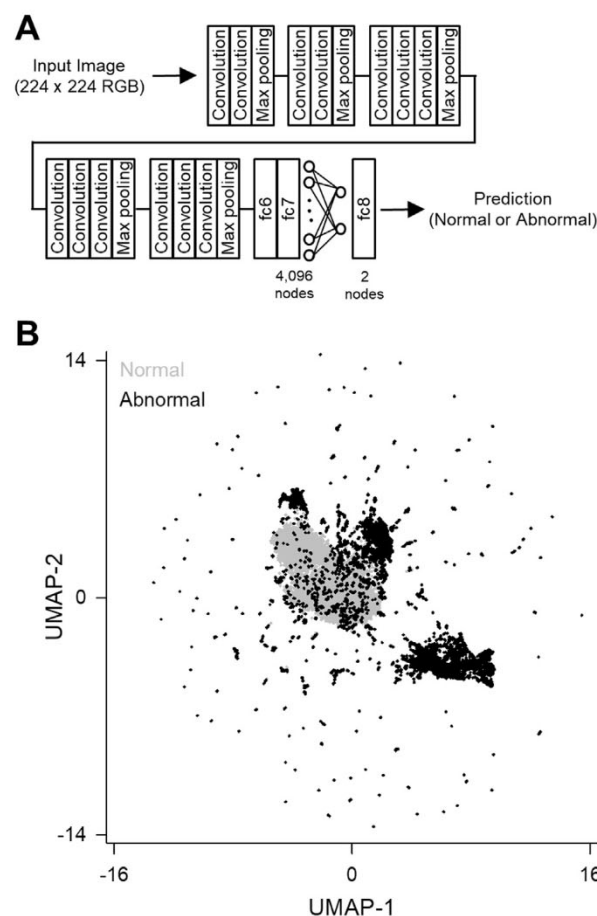 A
Input Image
(224 x 224 RGB)
Convolution
Convolution
Max pooling
Convolution
Convolution
Max pooling
Convolution
Convolution
Convolution
Max pooling
Convolution
Convolution
Convolution
Max pooling
Convolution
Convolution
Convolution
Max pooling
fc6
fc7
fc8
Prediction
(Normal or Abnormal)
4,096
nodes
2
nodes
B
Normal
Abnormal
14
0
-14
UMAP-2
-16
0
16
UMAP-1